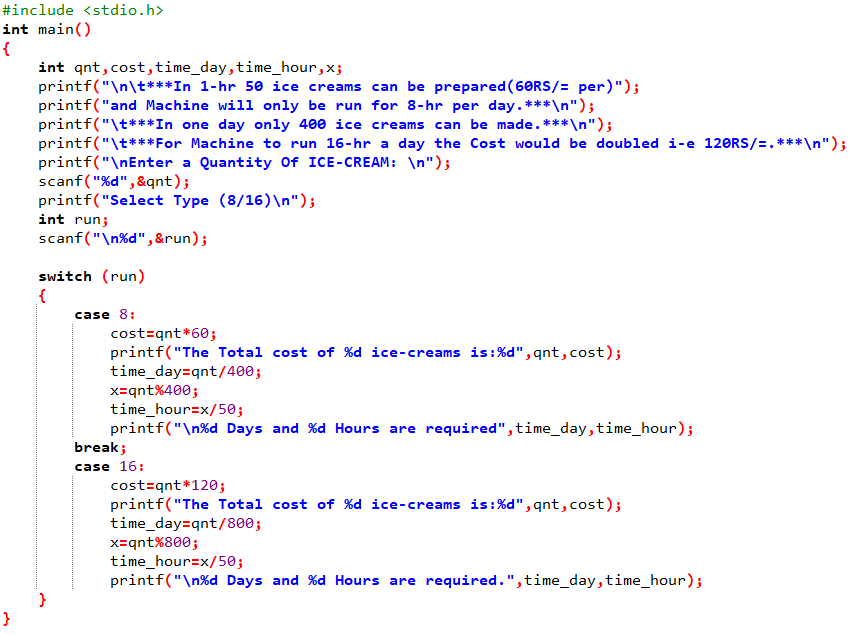 #include <stdio.h>
int main()
{
    int qnt,cost,time_day,time_hour,x;
    printf("\n\t***In 1-hr 50 ice creams can be prepared(60RS/= per)");
    printf("and Machine will only be run for 8-hr per day.***\n");
    printf("\t***In one day only 400 ice creams can be made.***\n");
    printf("\t***For Machine to run 16-hr a day the Cost would be doubled i-e 120RS/=.***\n");
    printf("\nEnter a Quantity Of ICE-CREAM: \n");
    scanf("%d",&qnt);
    printf("Select Type (8/16)\n");
    int run;
    scanf("\n%d",&run);

    switch (run)
    {
        case 8:
            cost=qnt*60;
            printf("The Total cost of %d ice-creams is:%d",qnt,cost);
            time_day=qnt/400;
            x=qnt%400;
            time_hour=x/50;
            printf("\n%d Days and %d Hours are required",time_day,time_hour);
        break;
        case 16:
            cost=qnt*120;
            printf("The Total cost of %d ice-creams is:%d",qnt,cost);
            time_day=qnt/800;
            x=qnt%800;
            time_hour=x/50;
            printf("\n%d Days and %d Hours are required.",time_day,time_hour);
    }
}